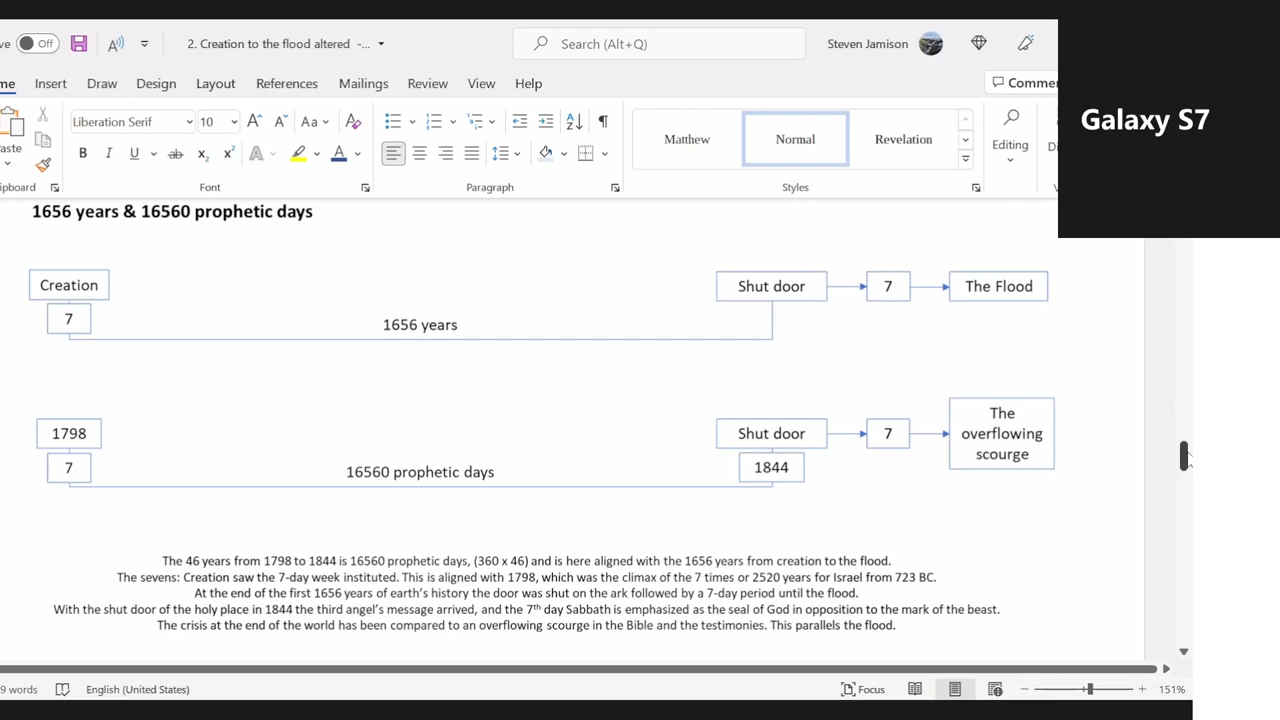 Off
2. Creation to the flood altered -...
Search (Alt+Q)
Steven Jamison
Insert Draw Design Layout References Mailings Review View Help
Comme
Galaxy S7
Liberation Serif 10
Aa
B I U ab x₂ x² A A
Matthew Normal Revelation
Editing
Font Paragraph Styles
1656 years & 16560 prophetic days
Creation
7
1656 years
Shut door 7 The Flood
1798
7
16560 prophetic days
Shut door
1844
7
The
overflowing
scourge
The 46 years from 1798 to 1844 is 16560 prophetic days, (360 x 46) and is here aligned with the 1656 years from creation to the flood.
The sevens: Creation saw the 7-day week instituted. This is aligned with 1798, which was the climax of the 7 times or 2520 years for Israel from 723 BC.
At the end of the first 1656 years of earth's history the door was shut on the ark followed by a 7-day period until the flood.
With the shut door of the holy place in 1844 the third angel's message arrived, and the 7th day Sabbath is emphasized as the seal of God in opposition to the mark of the beast.
The crisis at the end of the world has been compared to an overflowing scourge in the Bible and the testimonies. This parallels the flood.
9 words English (United States) Focus 151%